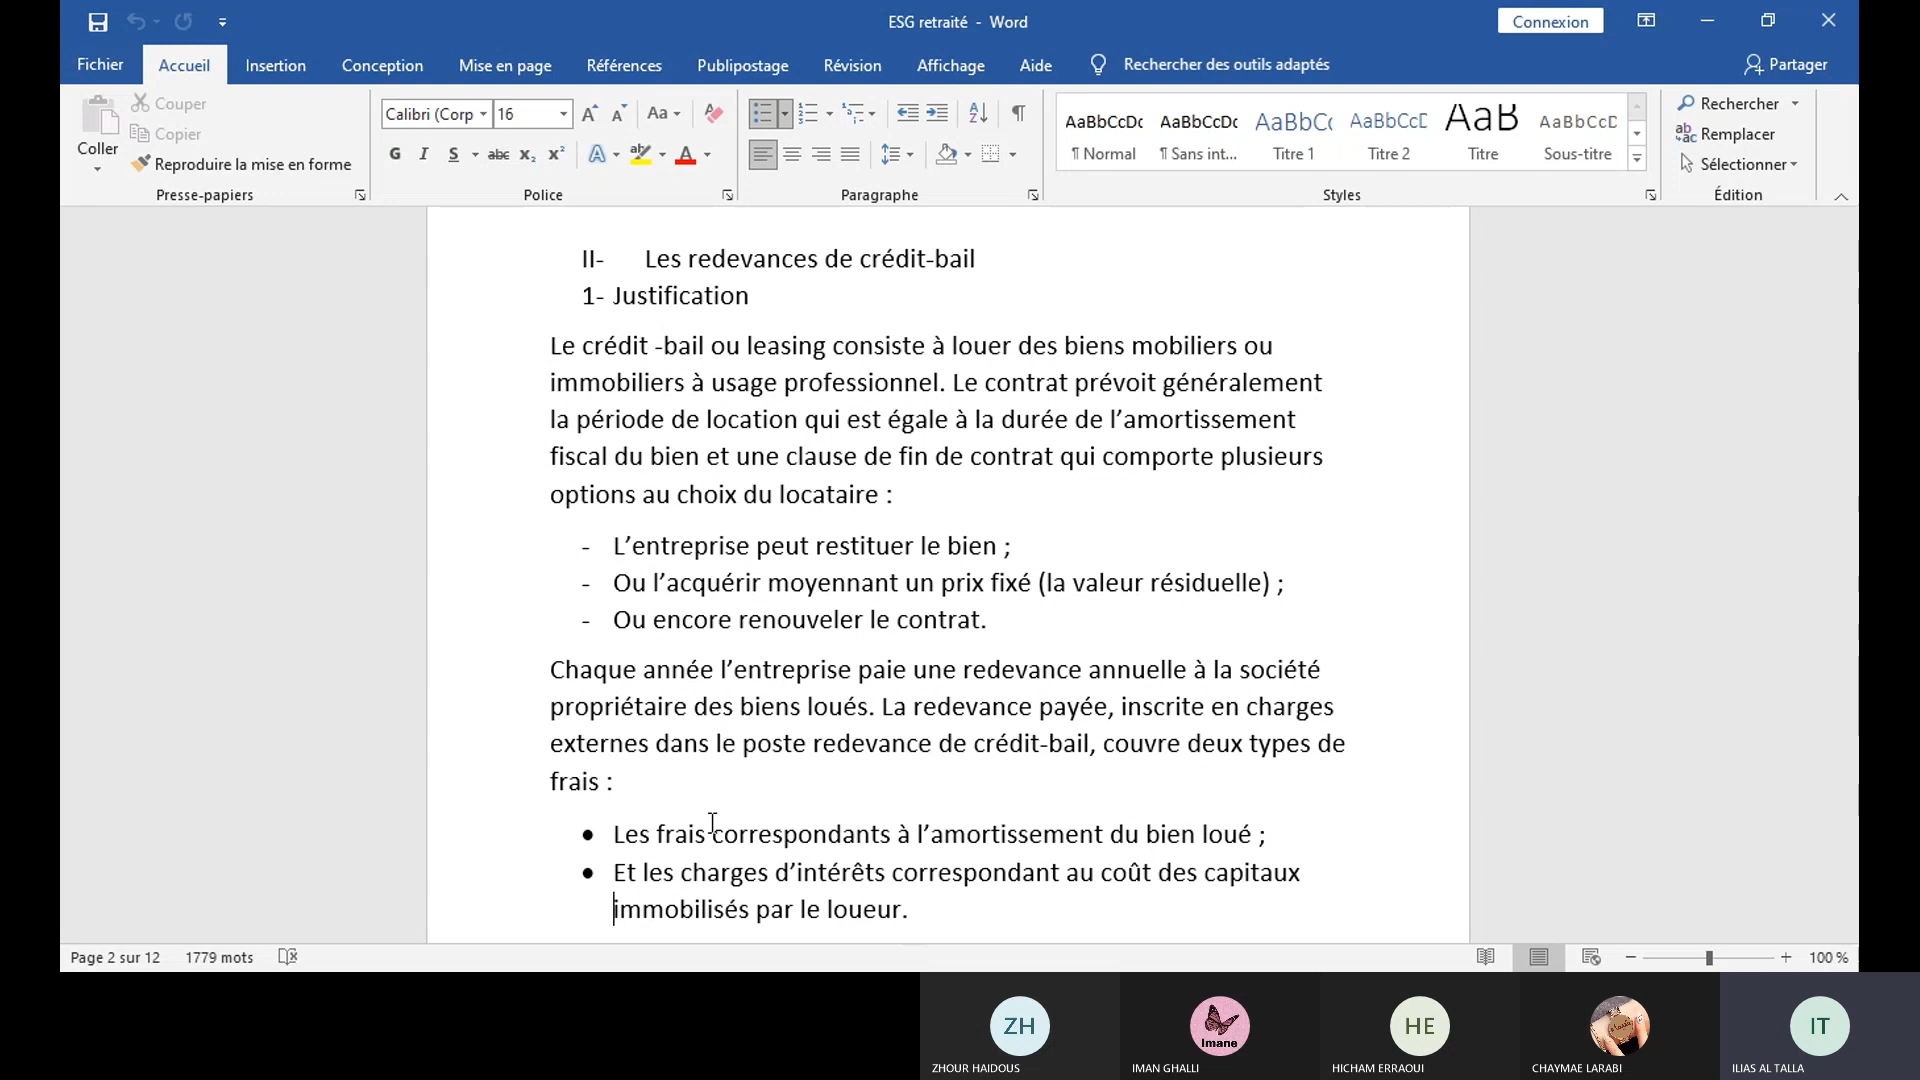 ESG retraité - Word
Connexion
Fichier
Accueil
Insertion
Conception
Mise en page
Références
Publipostage
Révision
Affichage
Aide
Rechercher des outils adaptés
Partager
Coller
Couper
Copier
Reproduire la mise en forme
Presse-papiers
Calibri (Corp
16
Aa
G I S abc x₂ x²
Police
Paragraphe
AaBbCcDc
¶ Normal
AaBbCcDc
¶ Sans int...
AaBbCc
Titre 1
AaBbCcD
Titre 2
AaB
Titre
AaBbCcD
Sous-titre
Styles
Rechercher
Remplacer
Sélectionner
Édition
II- Les redevances de crédit-bail
1- Justification
Le crédit -bail ou leasing consiste à louer des biens mobiliers ou
immobiliers à usage professionnel. Le contrat prévoit généralement
la période de location qui est égale à la durée de l’amortissement
fiscal du bien et une clause de fin de contrat qui comporte plusieurs
options au choix du locataire :
- L’entreprise peut restituer le bien ;
- Ou l’acquérir moyennant un prix fixé (la valeur résiduelle) ;
- Ou encore renouveler le contrat.
Chaque année l’entreprise paie une redevance annuelle à la société
propriétaire des biens loués. La redevance payée, inscrite en charges
externes dans le poste redevance de crédit-bail, couvre deux types de
frais :
• Les frais correspondants à l’amortissement du bien loué ;
• Et les charges d’intérêts correspondant au coût des capitaux
immobilisés par le loueur.
Page 2 sur 12
1779 mots
100 %
ZH
ZHOUR HAIDOUS
Imane
IMAN GHALLI
HE
HICHAM ERRAOUI
CHAYMAE LARABI
IT
ILIAS AL TALLA